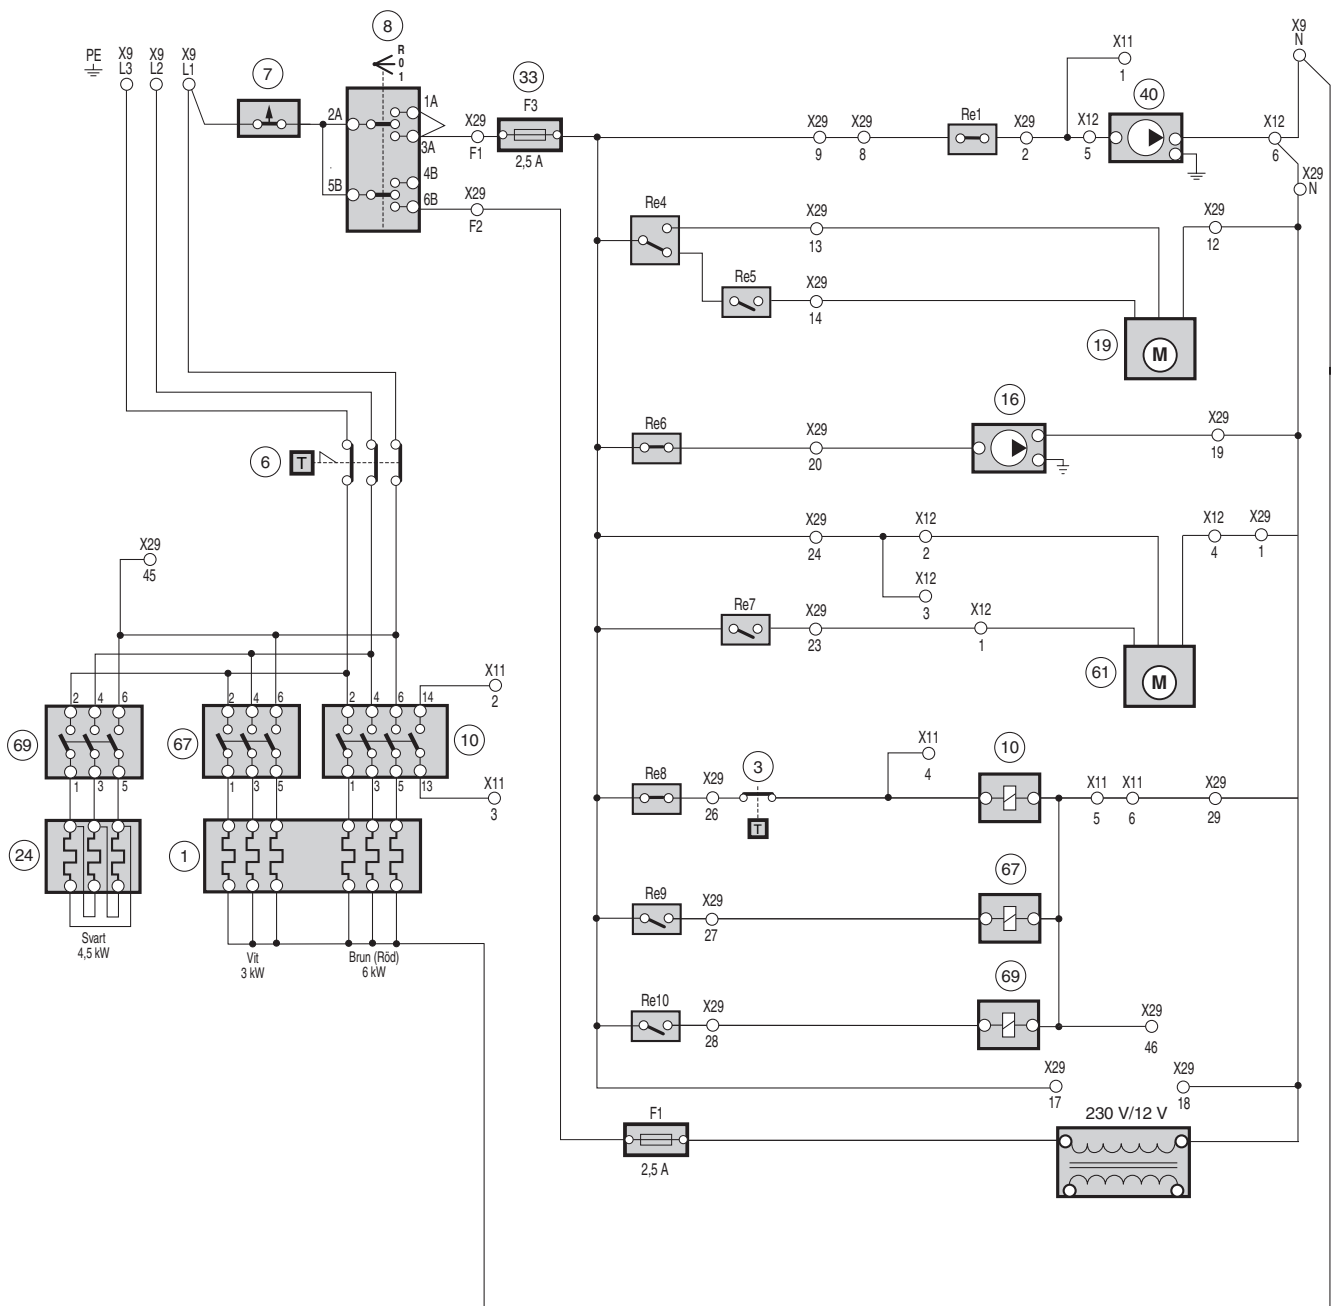 PE
X9
L3
X9
L2
X9
L1
7
8
R
0
1
2A
5B
1A
3A
4B
6B
X29
F1
X29
F2
33
F3
2,5 A
X29
9
X29
8
Re1
X29
2
X11
1
X12
5
40
X12
6
X9
N
X29
N
Re4
X29
13
X29
12
Re5
X29
14
19
M
6
T
Re6
X29
20
16
X29
19
X29
45
X29
24
X12
2
X12
3
X12
4
X29
1
Re7
X29
23
X12
1
61
M
69
2
4
6
1
3
5
67
2
4
6
1
3
5
10
2
4
6
14
1
3
5
13
X11
2
X11
3
24
Svart
4,5 kW
1
Vit
3 kW
Brun (Röd)
6 kW
Re8
X29
26
3
T
X11
4
10
X11
5
X11
6
X29
29
Re9
X29
27
67
Re10
X29
28
69
X29
46
X29
17
X29
18
F1
2,5 A
230 V/12 V